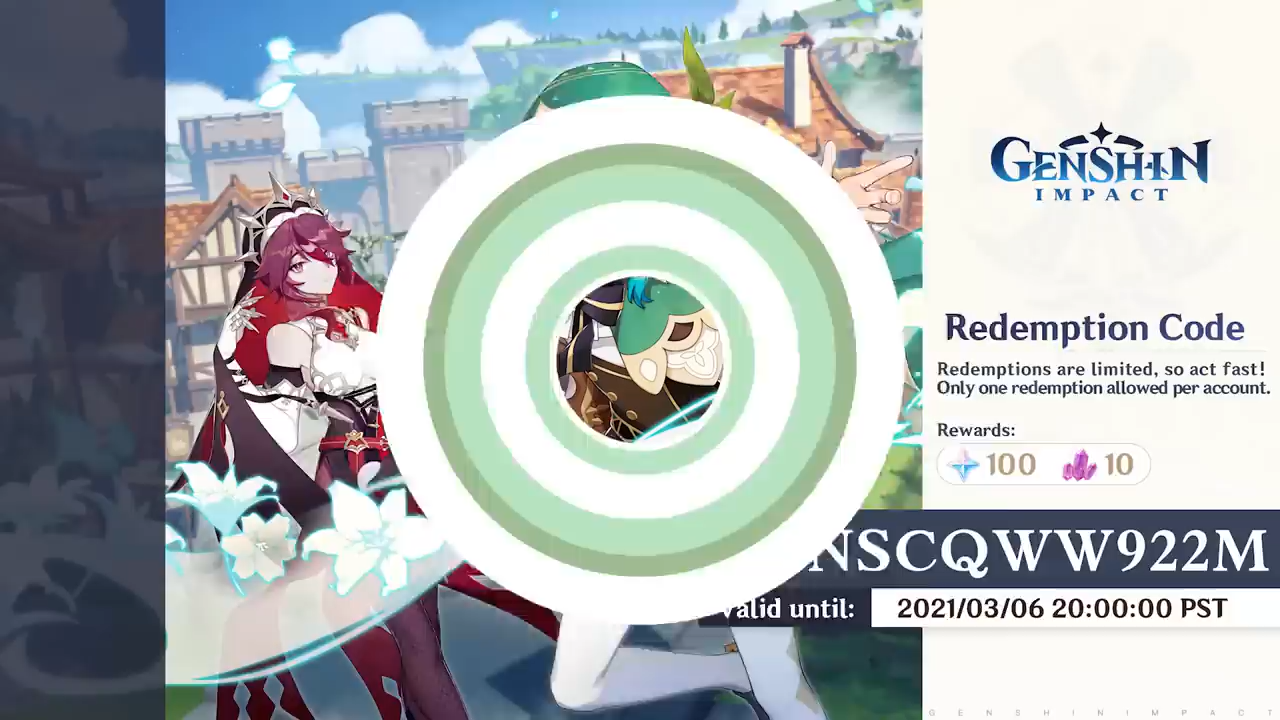 GENSHIN
IMPACT
Redemption Code
Redemptions are limited, so act fast!
Only one redemption allowed per account.
Rewards:
100 10
NSCQWW922M
Valid until: 2021/03/06 20:00:00 PST
GENSHINIMPACT